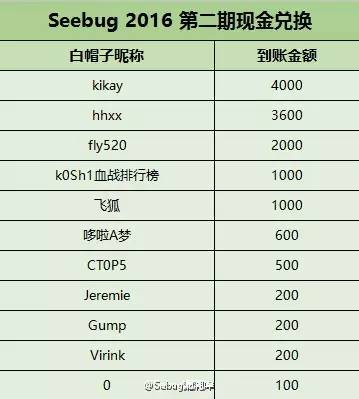 Seebug 2016 第二期现金兑换
白帽子昵称 到账金额
kikay 4000
hhxx 3600
fly520 2000
k0Sh1血战排行榜 1000
飞狐 1000
哆啦A梦 600
CT0P5 500
Jeremie 200
Gump 200
Virink 200
0 100